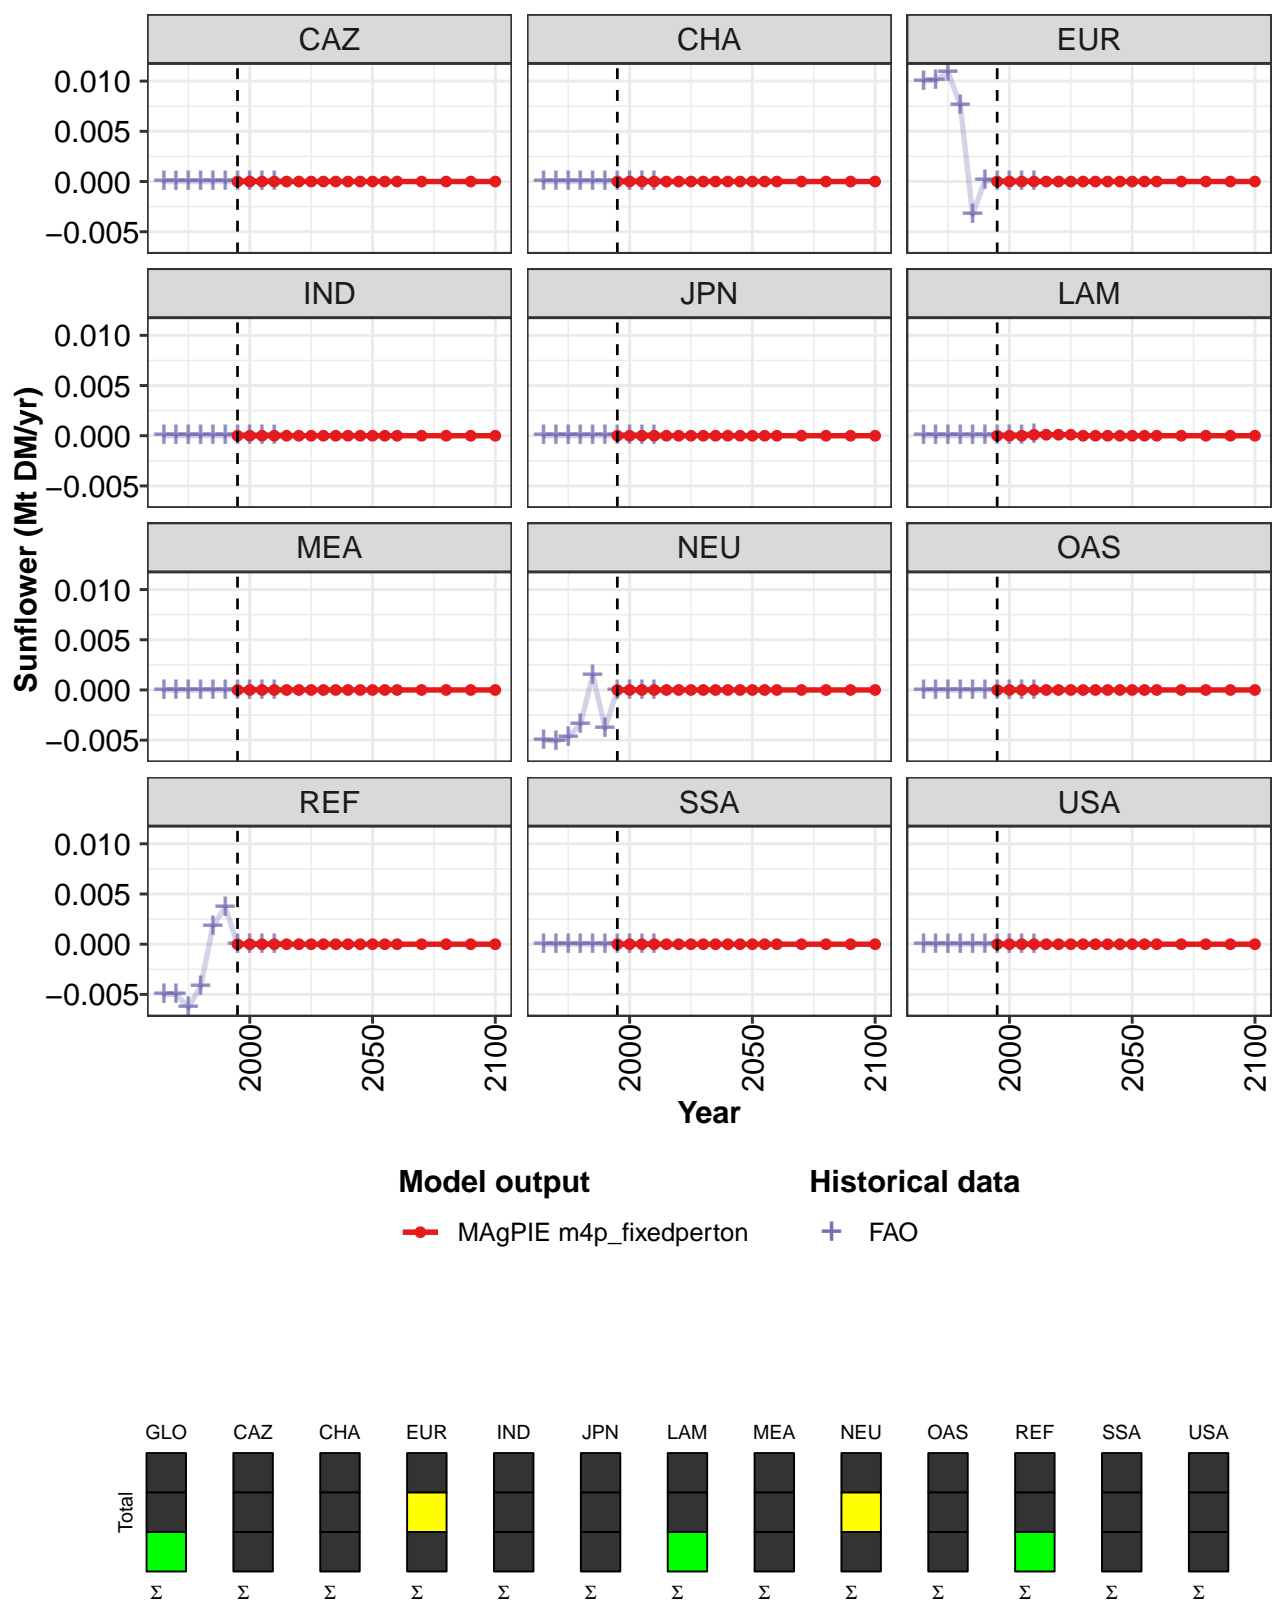 CAZ CHA EUR
0.010
0.005
0.000
−0.005
IND JPN LAM
0.010
0.005
0.000
−0.005
MEA NEU OAS
0.010
0.005
0.000
−0.005
REF SSA USA
0.010
0.005
0.000
−0.005
Sunflower (Mt DM/yr)
2000 2050 2100 2000 2050 2100 2000 2050 2100
Year
Model output Historical data
MAgPIE m4p_fixedperton FAO
GLO CAZ CHA EUR IND JPN LAM MEA NEU OAS REF SSA USA
Total
Σ Σ Σ Σ Σ Σ Σ Σ Σ Σ Σ Σ Σ